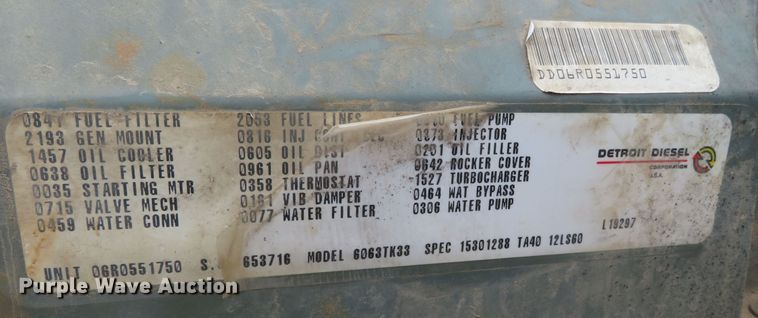 DD06R0551750
0841 FUEL FILTER
2193 GEN MOUNT
1457 OIL COOLER
0638 OIL FILTER
0035 STARTING MTR
0715 VALVE MECH
0459 WATER CONN
2053 FUEL LINES
0816 INJ
0605 OIL DIST
0961 OIL PAN
0358 THERMOSTAT
0161 VIB DAMPER
0077 WATER FILTER
FUEL PUMP
0373 INJECTOR
0201 OIL FILLER
0642 ROCKER COVER
1527 TURBOCHARGER
0464 WAT BYPASS
0306 WATER PUMP
DETROIT DIESEL
CORPORATION
U.S.A.
L19297
UNIT 06R0551750 S. 653716 MODEL 6063TK33 SPEC 15301288 TA40 12LS60
Purple Wave Auction